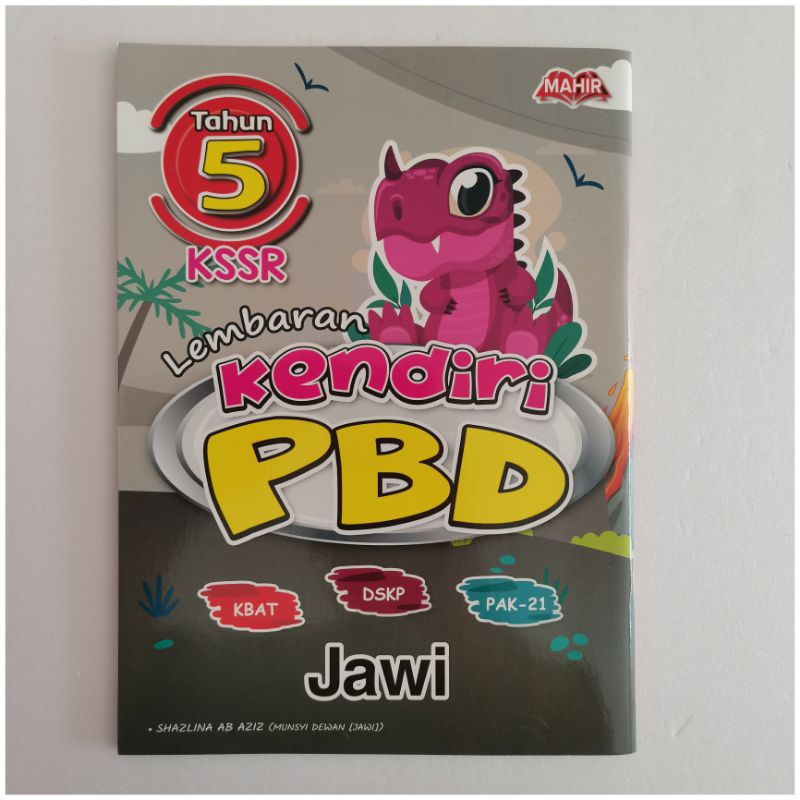 Tahun
5
KSSR
MAHIR
Lembaran
Kendiri
PBD
KBAT
DSKP
PAK-21
Jawi
• SHAZLINA AB AZIZ (MUNSYI DEWAN [JAWI])